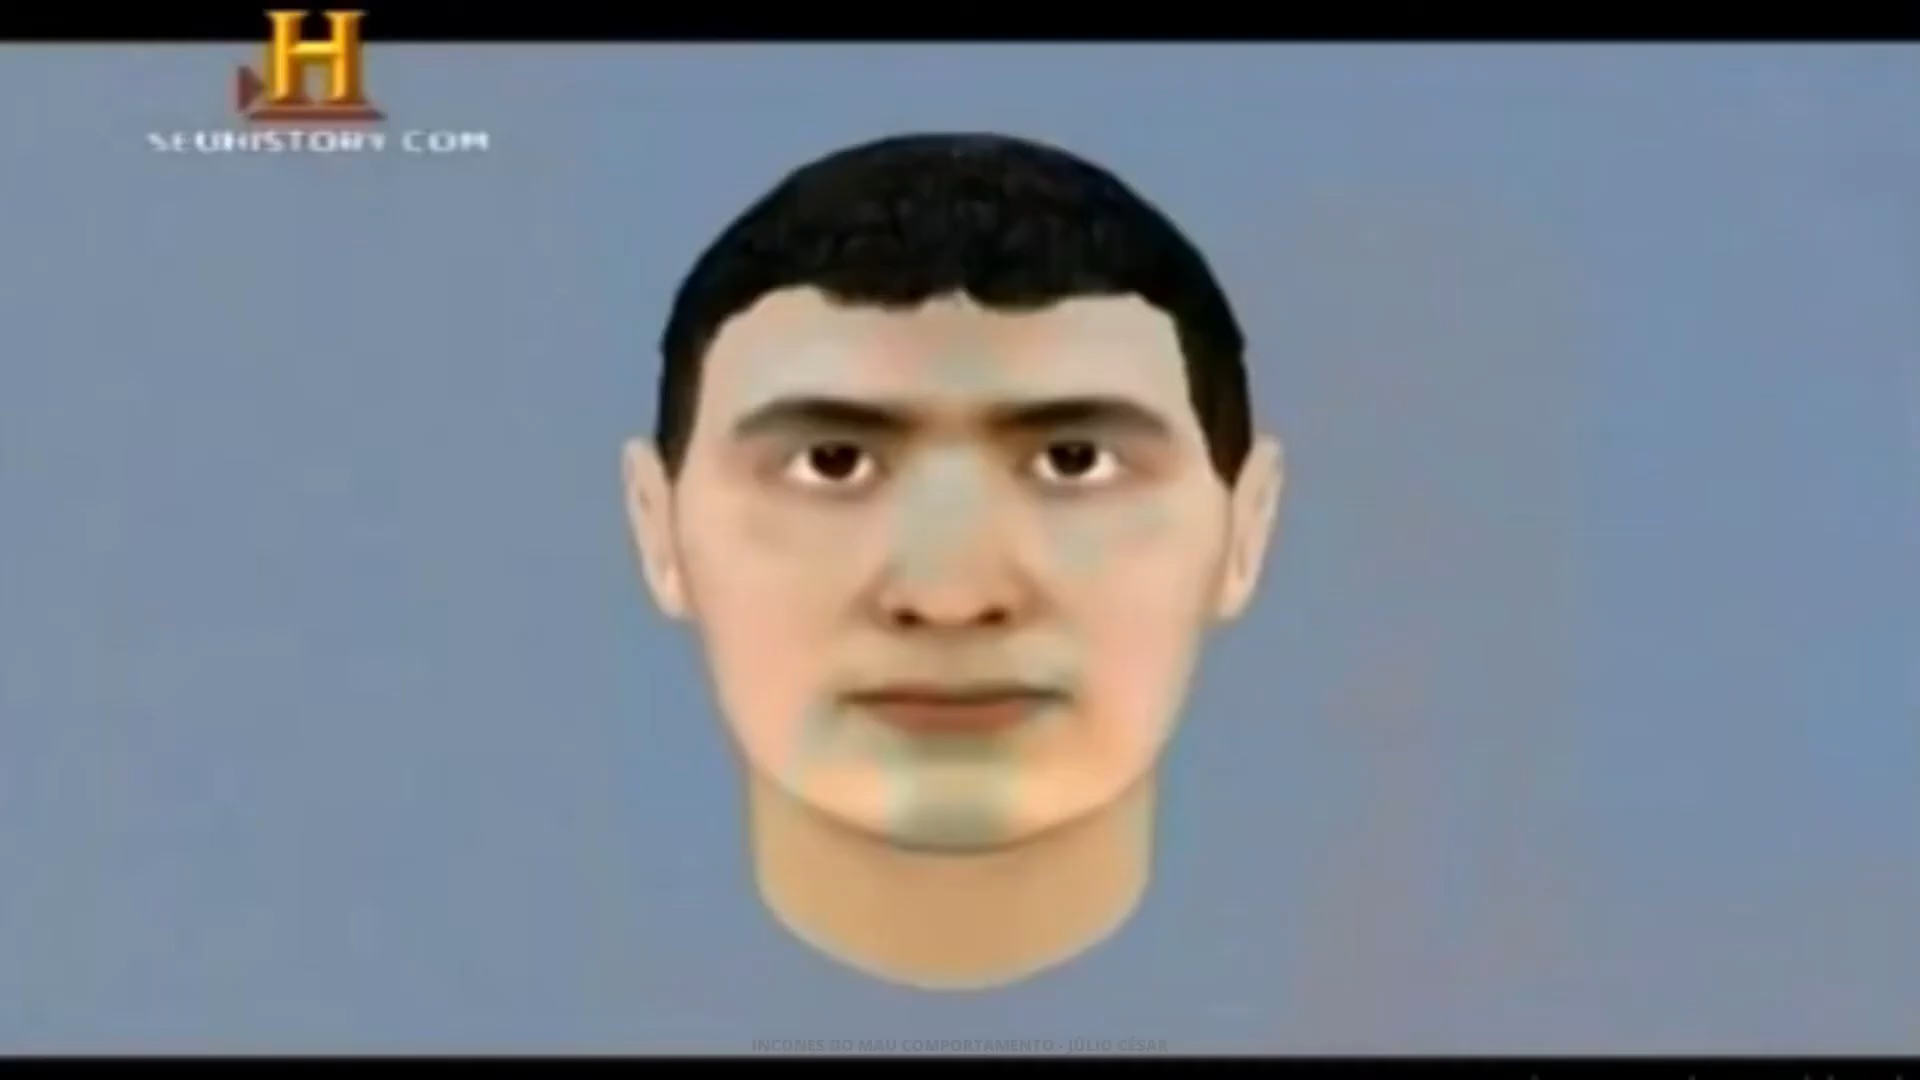 H
SEUHISTORY.COM
INCONES DO MAU COMPORTAMENTO - JÚLIO CÉSAR